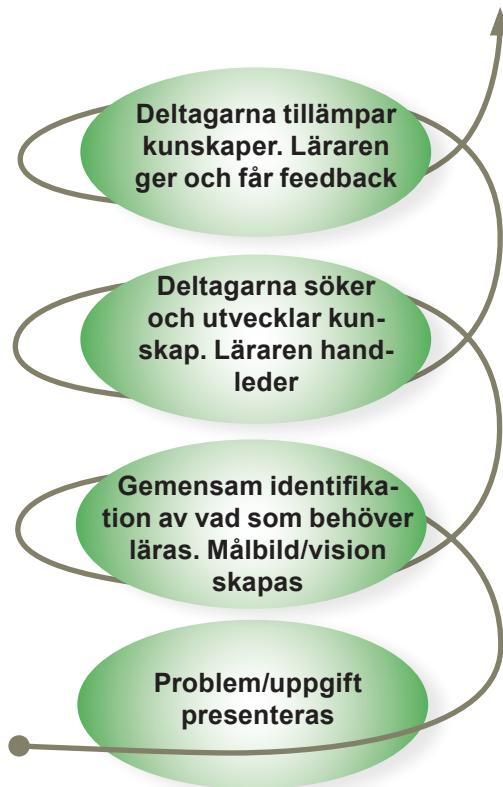 Deltagarna tillämpar
kunskaper. Läraren
ger och får feedback
Deltagarna söker
och utvecklar kun-
skap. Läraren hand-
leder
Gemensam identifika-
tion av vad som behöver
läras. Målbild/vision
skapas
Problem/uppgift
presenteras